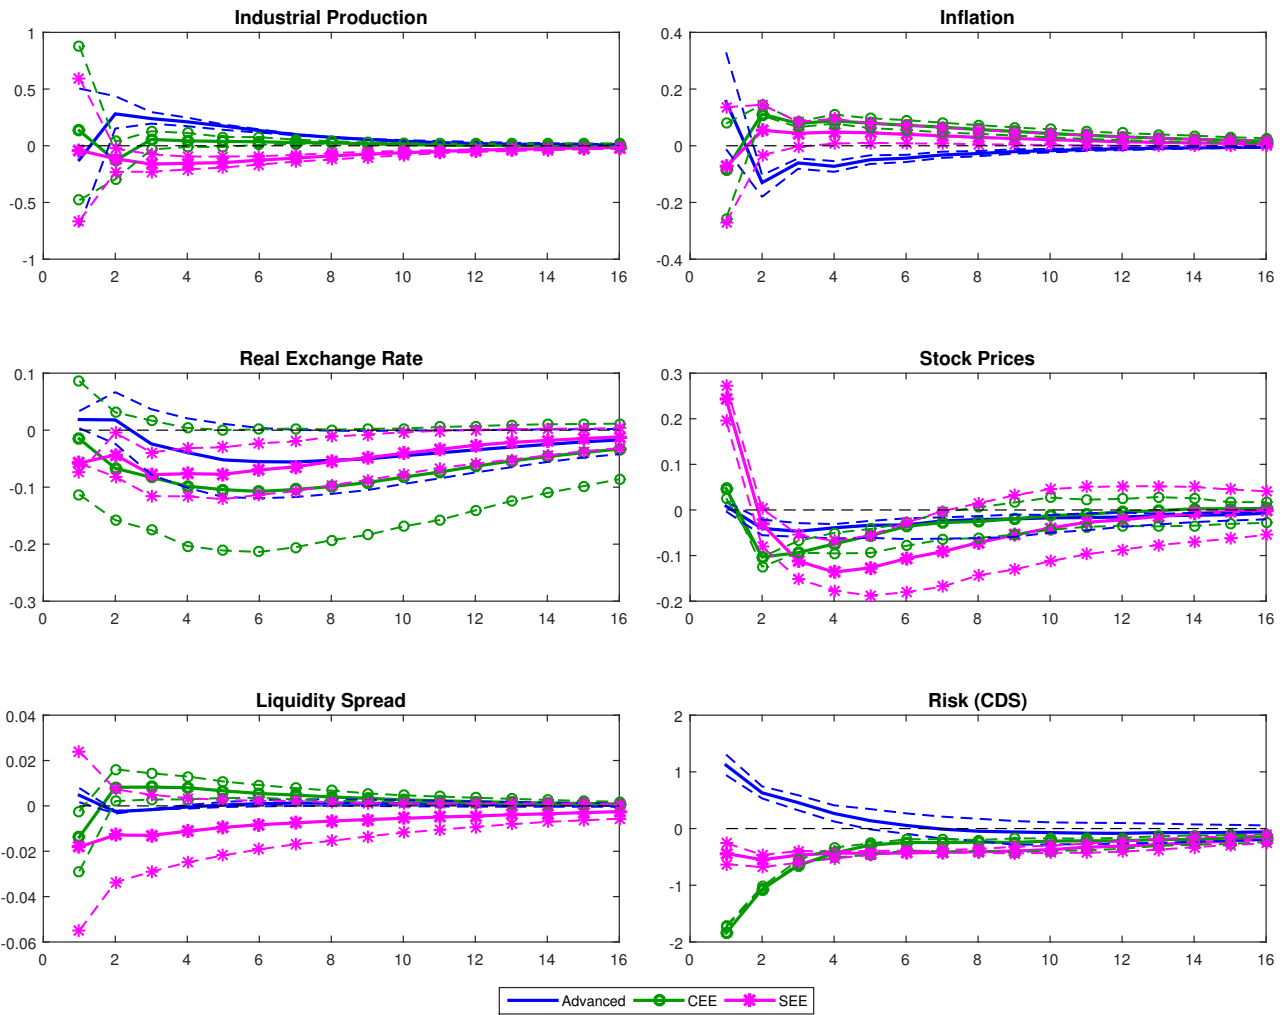 Industrial Production
1
0.5
0
-0.5
-1
0 2 4 6 8 10 12 14 16
Inflation
0.4
0.2
0
-0.2
-0.4
0 2 4 6 8 10 12 14 16
Real Exchange Rate
0.1
0
-0.1
-0.2
-0.3
0 2 4 6 8 10 12 14 16
Stock Prices
0.3
0.2
0.1
0
-0.1
-0.2
0 2 4 6 8 10 12 14 16
Liquidity Spread
0.04
0.02
0
-0.02
-0.04
-0.06
0 2 4 6 8 10 12 14 16
Risk (CDS)
2
1
0
-1
-2
0 2 4 6 8 10 12 14 16
Advanced CEE SEE